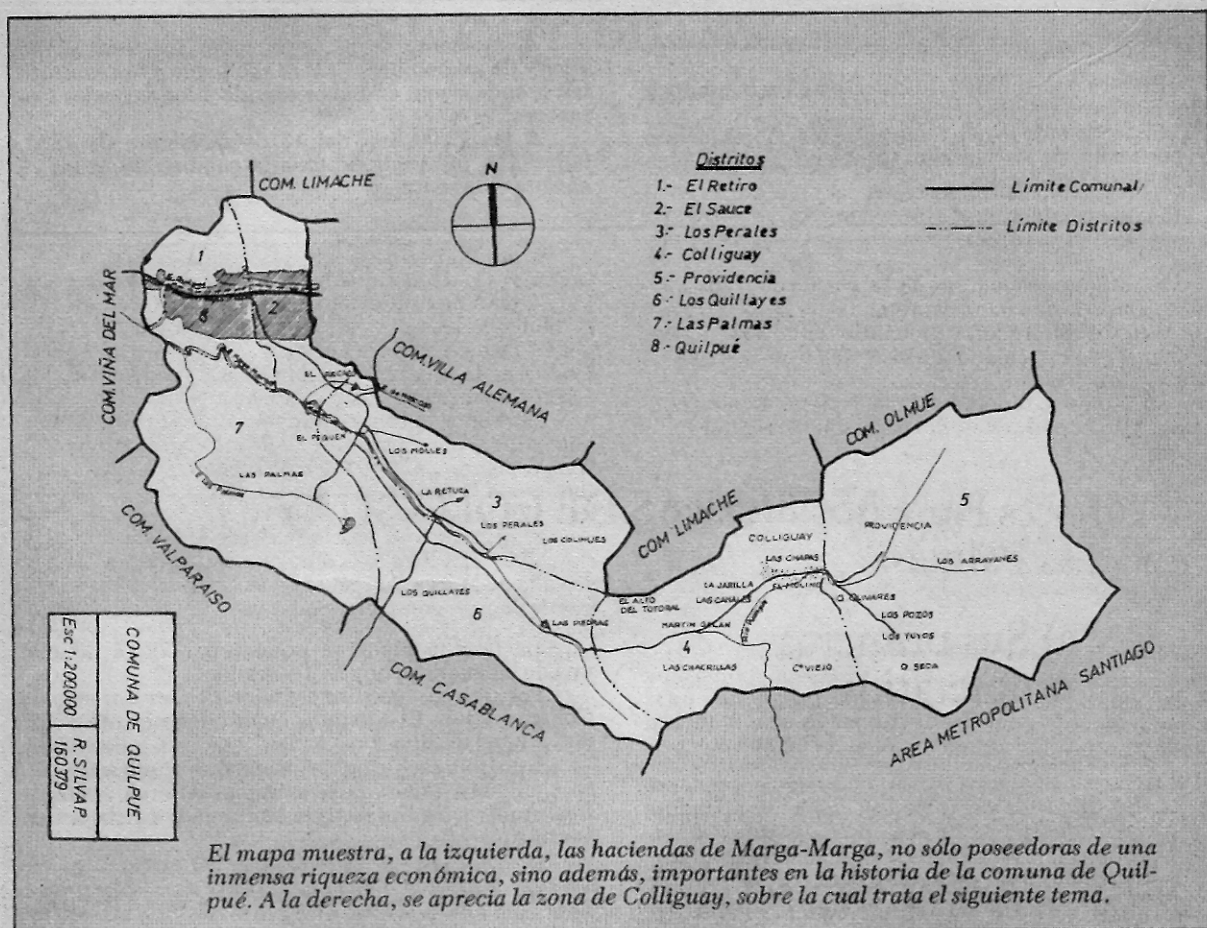 COM. LIMACHE
N
Distritos
1.- El Retiro
2.- El Sauce
3.- Los Perales
4.- Colliguay
5.- Providencia
6.- Los Quillayes
7.- Las Palmas
8.- Quilpué
Límite Comunal
Límite Distritos
1
2
8
COM. VIÑA DEL MAR
COM. VILLA ALEMANA
COM. OLMUE
7
EL PEQUEN
LOS MOLLES
LAS PALMAS
E. Las Palmas
LA RETUCA
3
LOS PERALES
LOS COLIHUES
COM LIMACHE
5
PROVIDENCIA
COLLIGUAY
LAS CHAPAS
LOS ARRAYANES
LA JARILLA
EL MOLINO
Q OLIVARES
LAS CANALES
EL ALTO
DEL TOTORAL
LOS POZOS
LOS YUYOS
MARTIN GALAN
COM. VALPARAISO
LOS QUILLAYES
6
LAS PIEDRAS
4
LAS CHACRILLAS
Cº VIEJO
Q SECA
COM. CASABLANCA
AREA METROPOLITANA SANTIAGO
COMUNA DE QUILPUE
Esc 1:200.000
R. SILVA P.
160379
El mapa muestra, a la izquierda, las haciendas de Marga-Marga, no sólo poseedoras de una
inmensa riqueza económica, sino además, importantes en la historia de la comuna de Quil-
pué. A la derecha, se aprecia la zona de Colliguay, sobre la cual trata el siguiente tema.